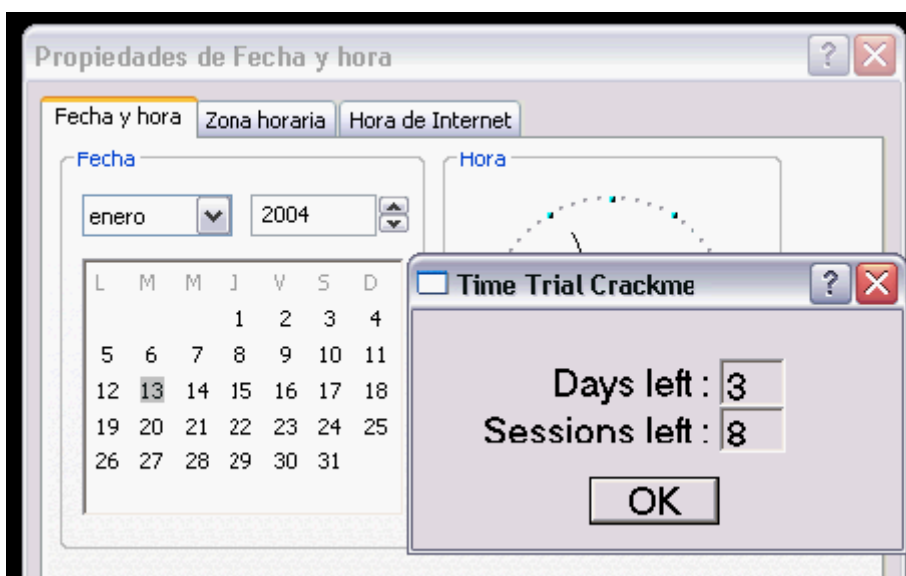 Propiedades de Fecha y hora
Fecha y hora Zona horaria Hora de Internet
Fecha
Hora
enero 2004
L M M J V S D
1 2 3 4
5 6 7 8 9 10 11
12 13 14 15 16 17 18
19 20 21 22 23 24 25
26 27 28 29 30 31
Time Trial Crackme
Days left : 3
Sessions left : 8
OK